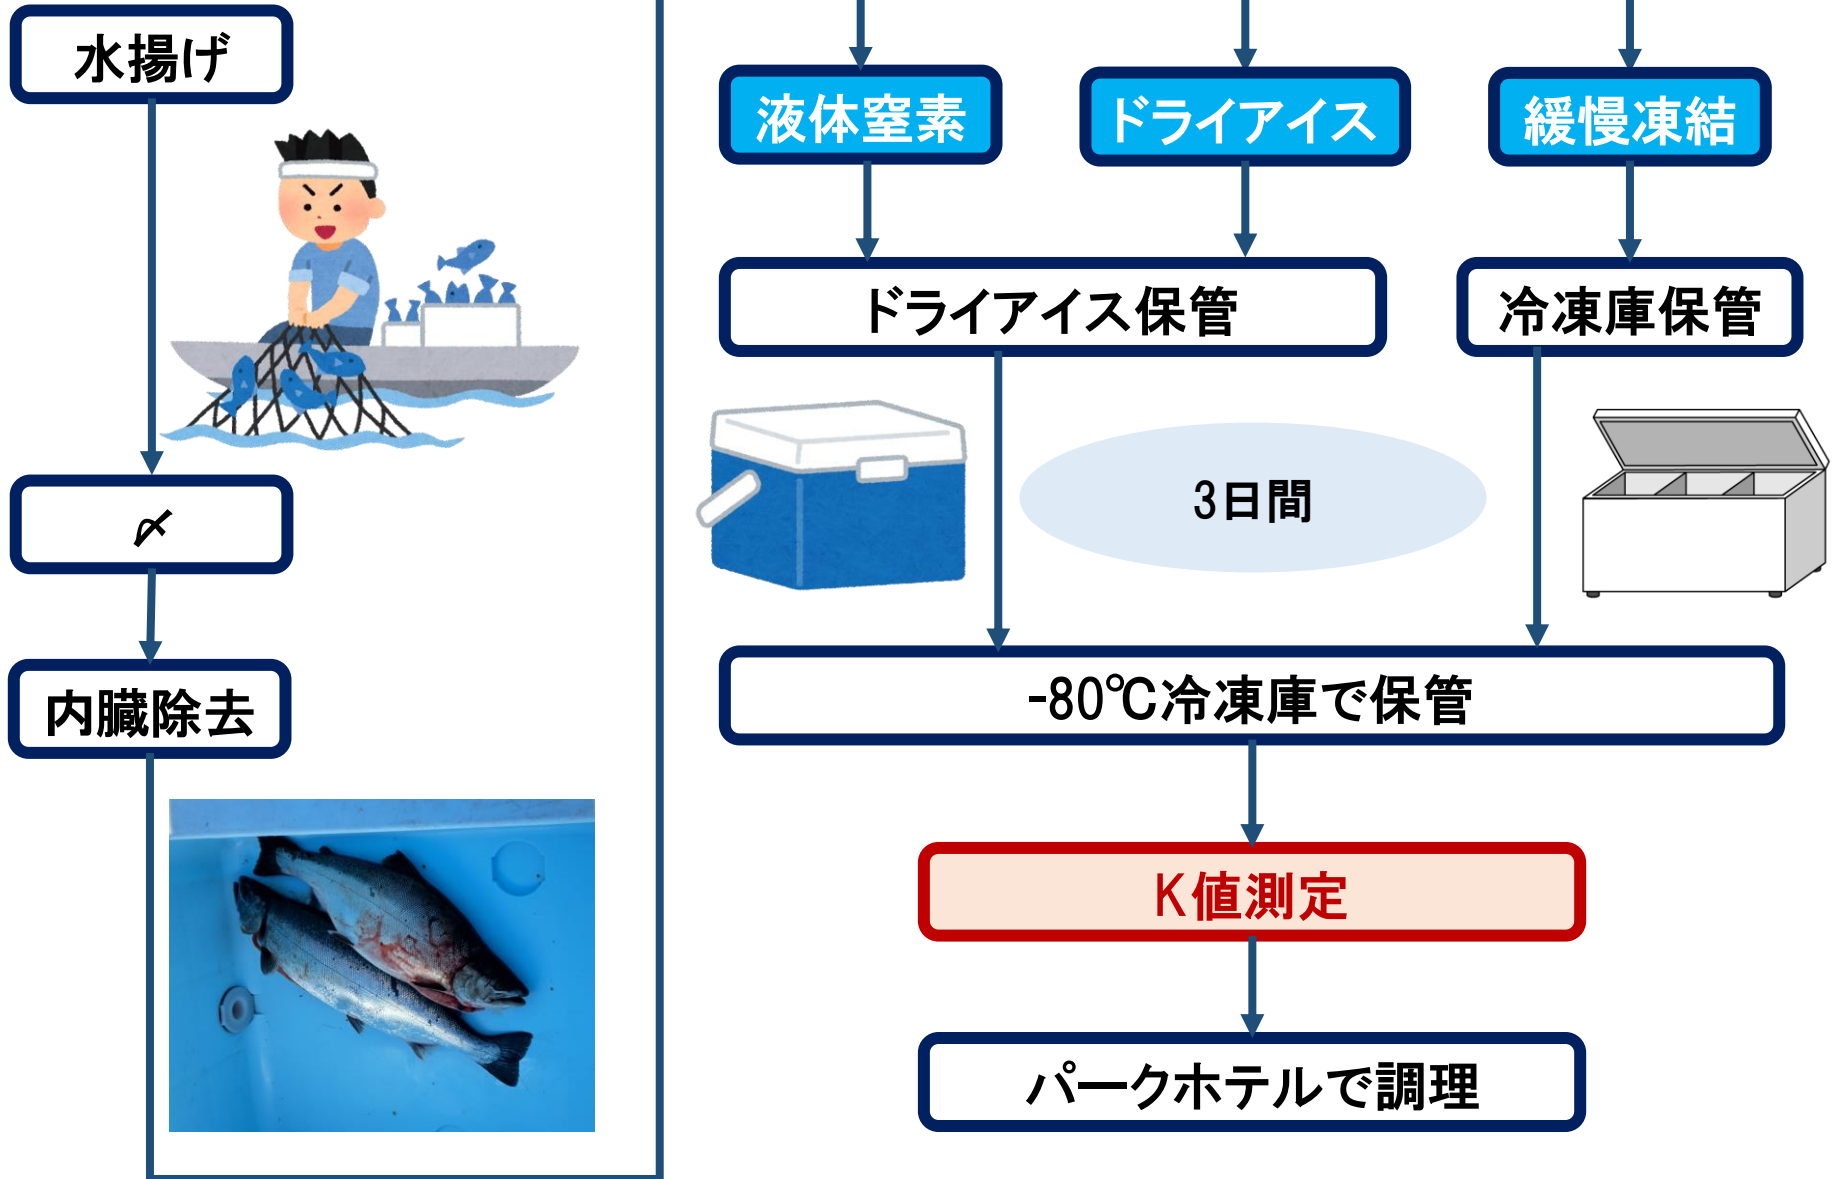 水揚げ
〆
内臓除去
液体窒素
ドライアイス
緩慢凍結
ドライアイス保管
冷凍庫保管
3日間
-80℃冷凍庫で保管
K値測定
パークホテルで調理